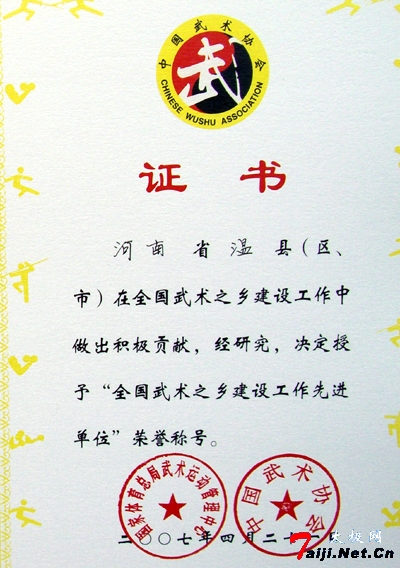 中国武术协会
CHINESE WUSHU ASSOCIATION
武
证书
河南省温县（区、
市）在全国武术之乡建设工作中
做出积极贡献，经研究，决定授
予“全国武术之乡建设工作先进
单位”荣誉称号。
国家体育总局武术运动管理中心
中国武术协会
二〇〇七年四月二十
太极网
7aiji.Net.Cn